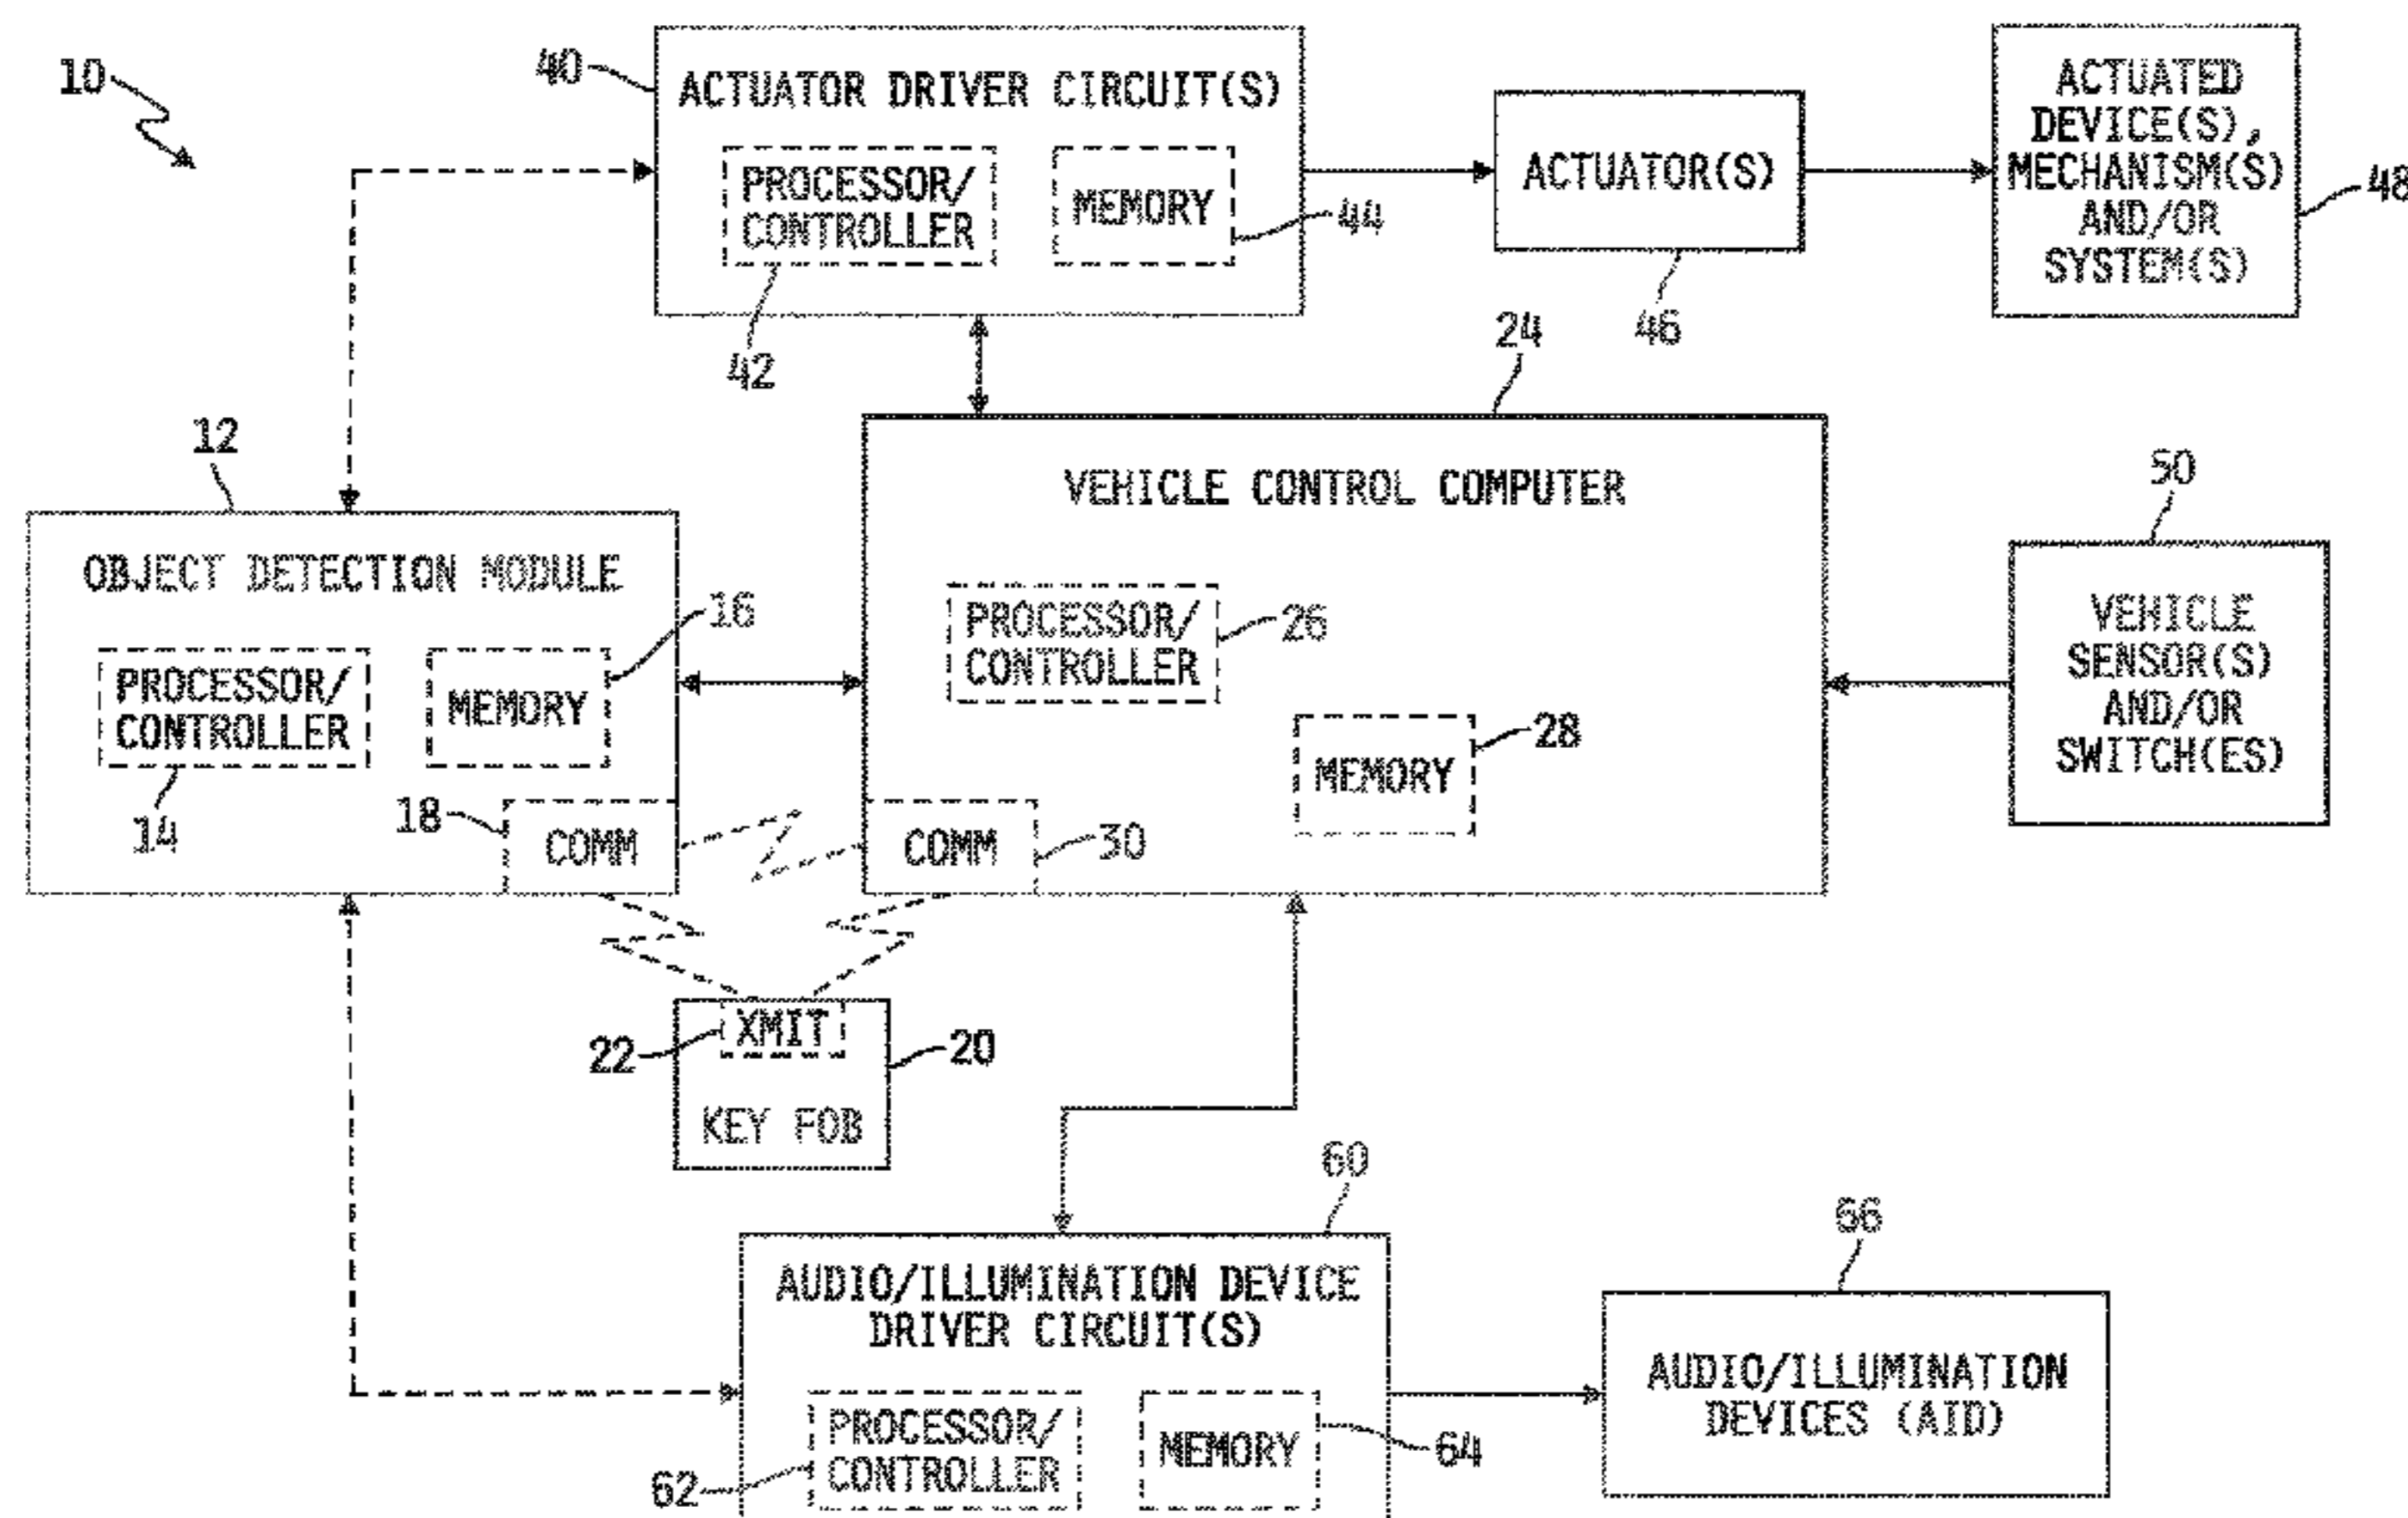 10
40
ACTUATOR DRIVER CIRCUIT(S)
PROCESSOR/
CONTROLLER
MEMORY
42
44
ACTUATOR(S)
46
ACTUATED
DEVICE(S),
MECHANISM(S)
AND/OR
SYSTEM(S)
48
12
OBJECT DETECTION MODULE
PROCESSOR/
CONTROLLER
14
MEMORY
16
18
COMM
24
VEHICLE CONTROL COMPUTER
PROCESSOR/
CONTROLLER
26
MEMORY
28
COMM
30
50
VEHICLE
SENSOR(S)
AND/OR
SWITCH(ES)
XMIT
22
20
KEY FOB
60
AUDIO/ILLUMINATION DEVICE
DRIVER CIRCUIT(S)
PROCESSOR/
CONTROLLER
62
MEMORY
64
66
AUDIO/ILLUMINATION
DEVICES (AID)